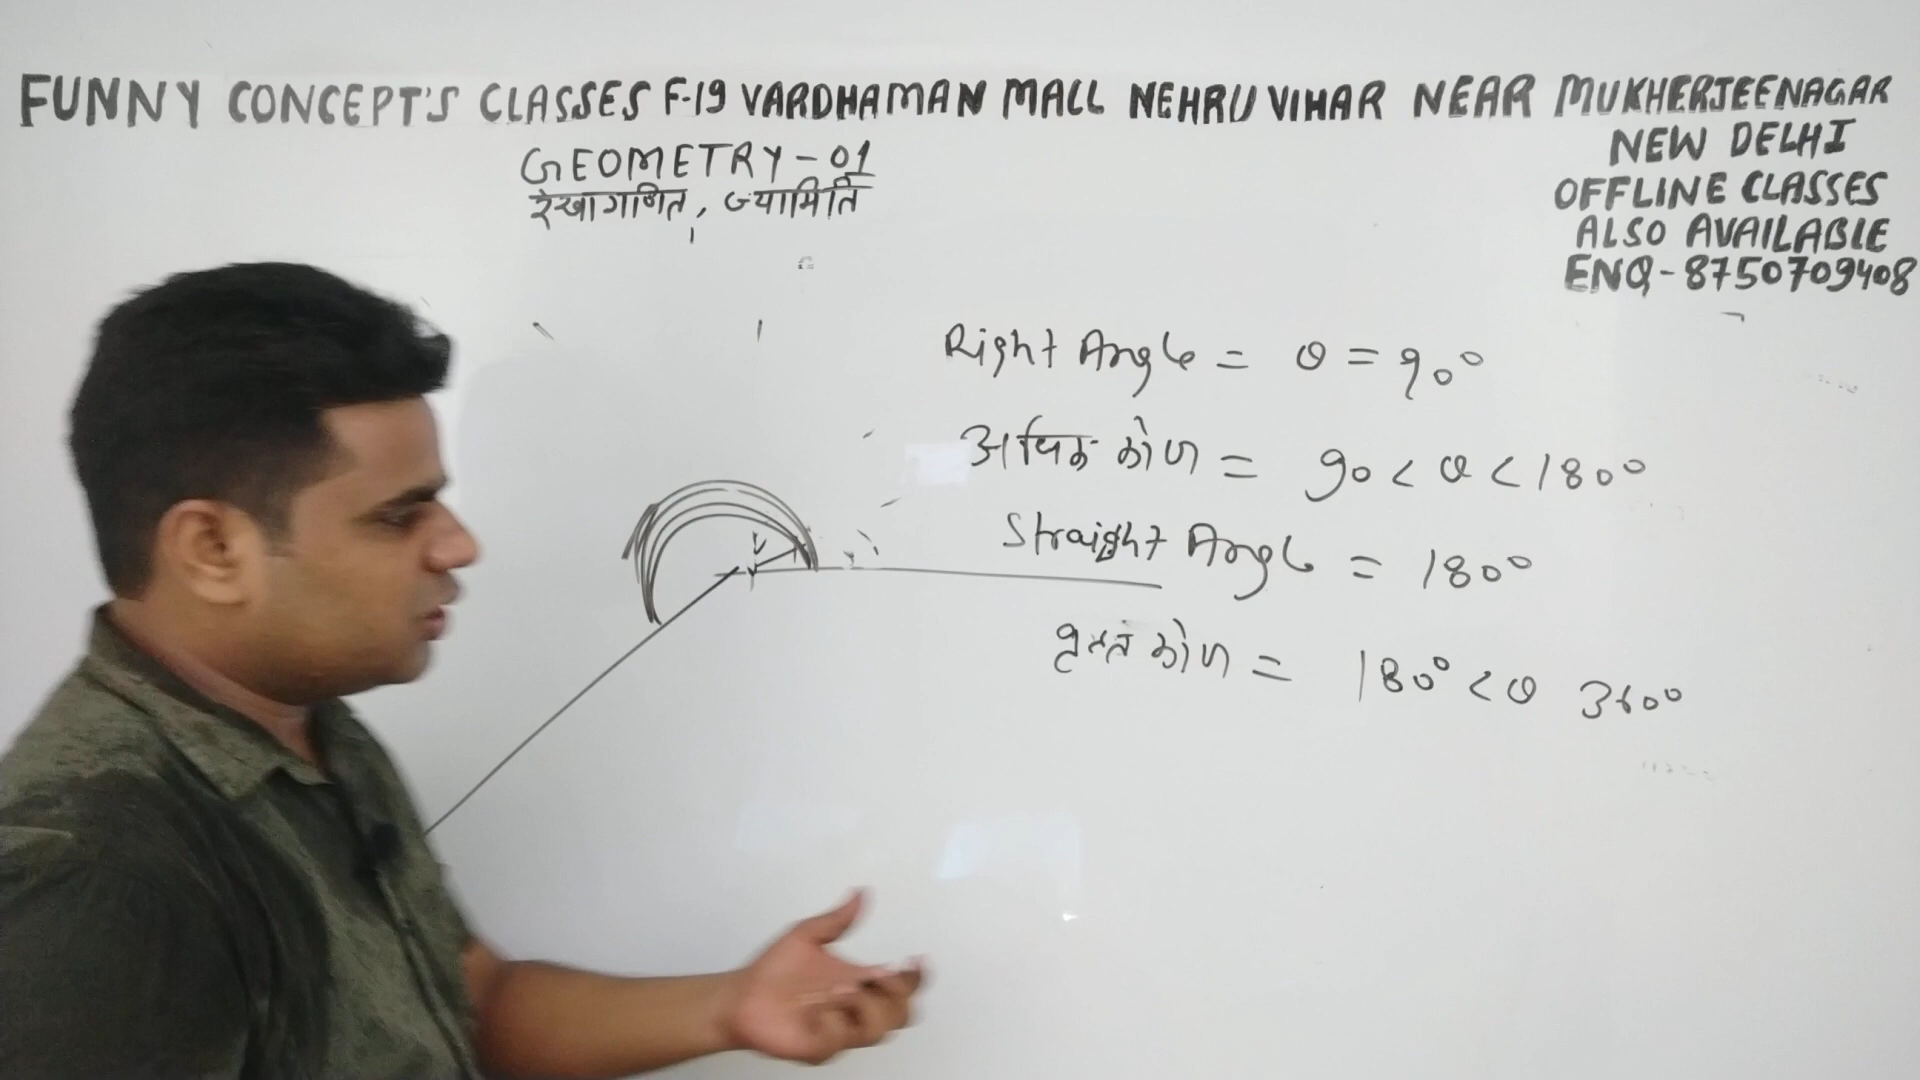 FUNNY CONCEPT'S CLASSES F-19 VARDHAMAN MALL NEHRU VIHAR NEAR MUKHERJEENAGAR
NEW DELHI
OFFLINE CLASSES
ALSO AVAILABLE
ENQ-8750709408
GEOMETRY-01
रेखागणित, ज्यामिति
Right Angle = θ = 90°
अधिक कोण = 90 < θ < 180°
Straight Angle = 180°
कोण = 180° < θ 360°